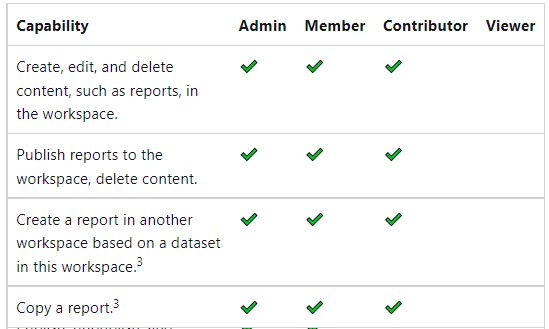 Capability Admin Member Contributor Viewer
Create, edit, and delete
content, such as reports, in
the workspace.
Publish reports to the
workspace, delete content.
Create a report in another
workspace based on a dataset
in this workspace.3
Copy a report.3